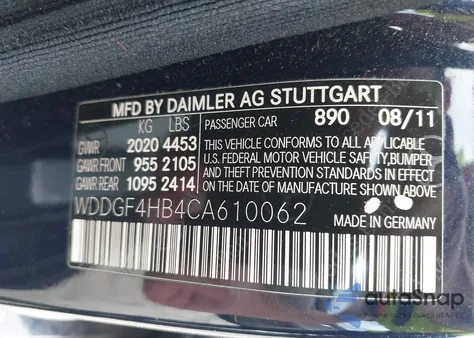 MFD BY DAIMLER AG STUTTGART
KG LBS
GVWR 2020 4453
GAWR FRONT 955 2105
GAWR REAR 1095 2414
PASSENGER CAR 890 08/11
THIS VEHICLE CONFORMS TO ALL APPLICABLE
U.S. FEDERAL MOTOR VEHICLE SAFETY,BUMPER
AND THEFT PREVENTION STANDARDS IN EFFECT
ON THE DATE OF MANUFACTURE SHOWN ABOVE.
WDDGF4HB4CA610062
MADE IN GERMANY
autoSnap